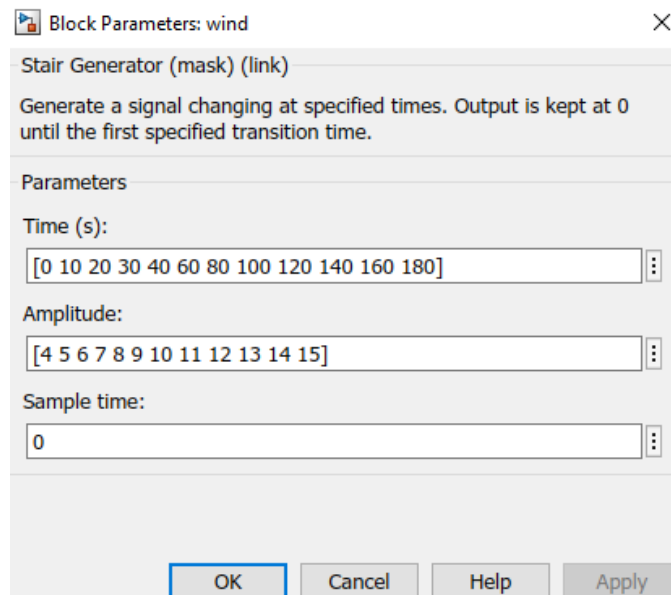 Block Parameters: wind
Stair Generator (mask) (link)
Generate a signal changing at specified times. Output is kept at 0
until the first specified transition time.
Parameters
Time (s):
[0 10 20 30 40 60 80 100 120 140 160 180]
Amplitude:
[4 5 6 7 8 9 10 11 12 13 14 15]
Sample time:
0
OK Cancel Help Apply